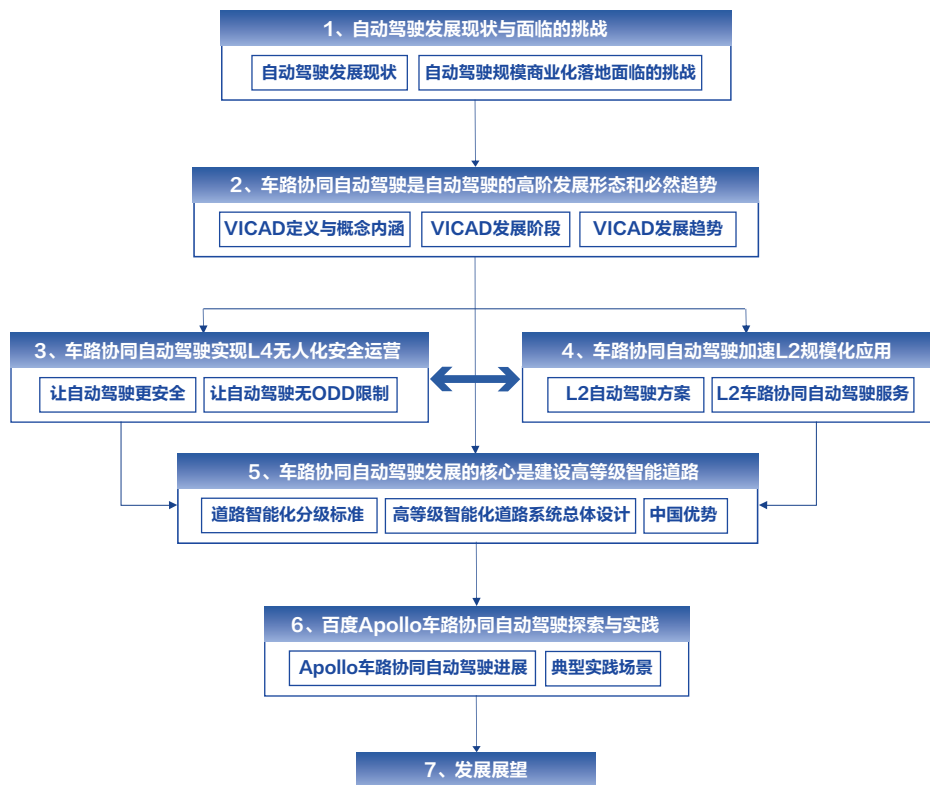 1、自动驾驶发展现状与面临的挑战
自动驾驶发展现状
自动驾驶规模商业化落地面临的挑战
2、车路协同自动驾驶是自动驾驶的高阶发展形态和必然趋势
VICAD定义与概念内涵
VICAD发展阶段
VICAD发展趋势
3、车路协同自动驾驶实现L4无人化安全运营
让自动驾驶更安全
让自动驾驶无ODD限制
4、车路协同自动驾驶加速L2规模化应用
L2自动驾驶方案
L2车路协同自动驾驶服务
5、车路协同自动驾驶发展的核心是建设高等级智能道路
道路智能化分级标准
高等级智能化道路系统总体设计
中国优势
6、百度Apollo车路协同自动驾驶探索与实践
Apollo车路协同自动驾驶进展
典型实践场景
7、发展展望